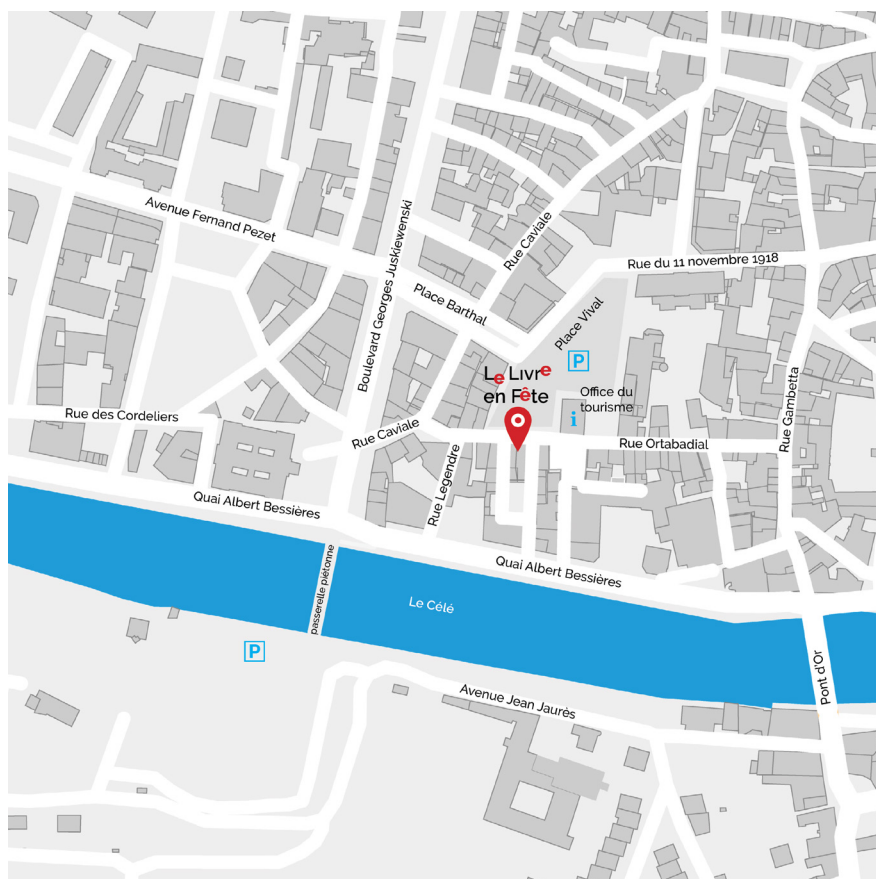 Avenue Fernand Pezet
Boulevard Georges Juskiewenski
Rue Caviale
Rue du 11 novembre 1918
Place Barthal
Place Vival
P
Le Livre
en Fête
Office du
tourisme
i
Rue des Cordeliers
Rue Caviale
Rue Legendre
Rue Ortabadial
Rue Gambetta
Quai Albert Bessières
Quai Albert Bessières
passerelle piétonne
Le Célé
P
Avenue Jean Jaurès
Pont d'Or